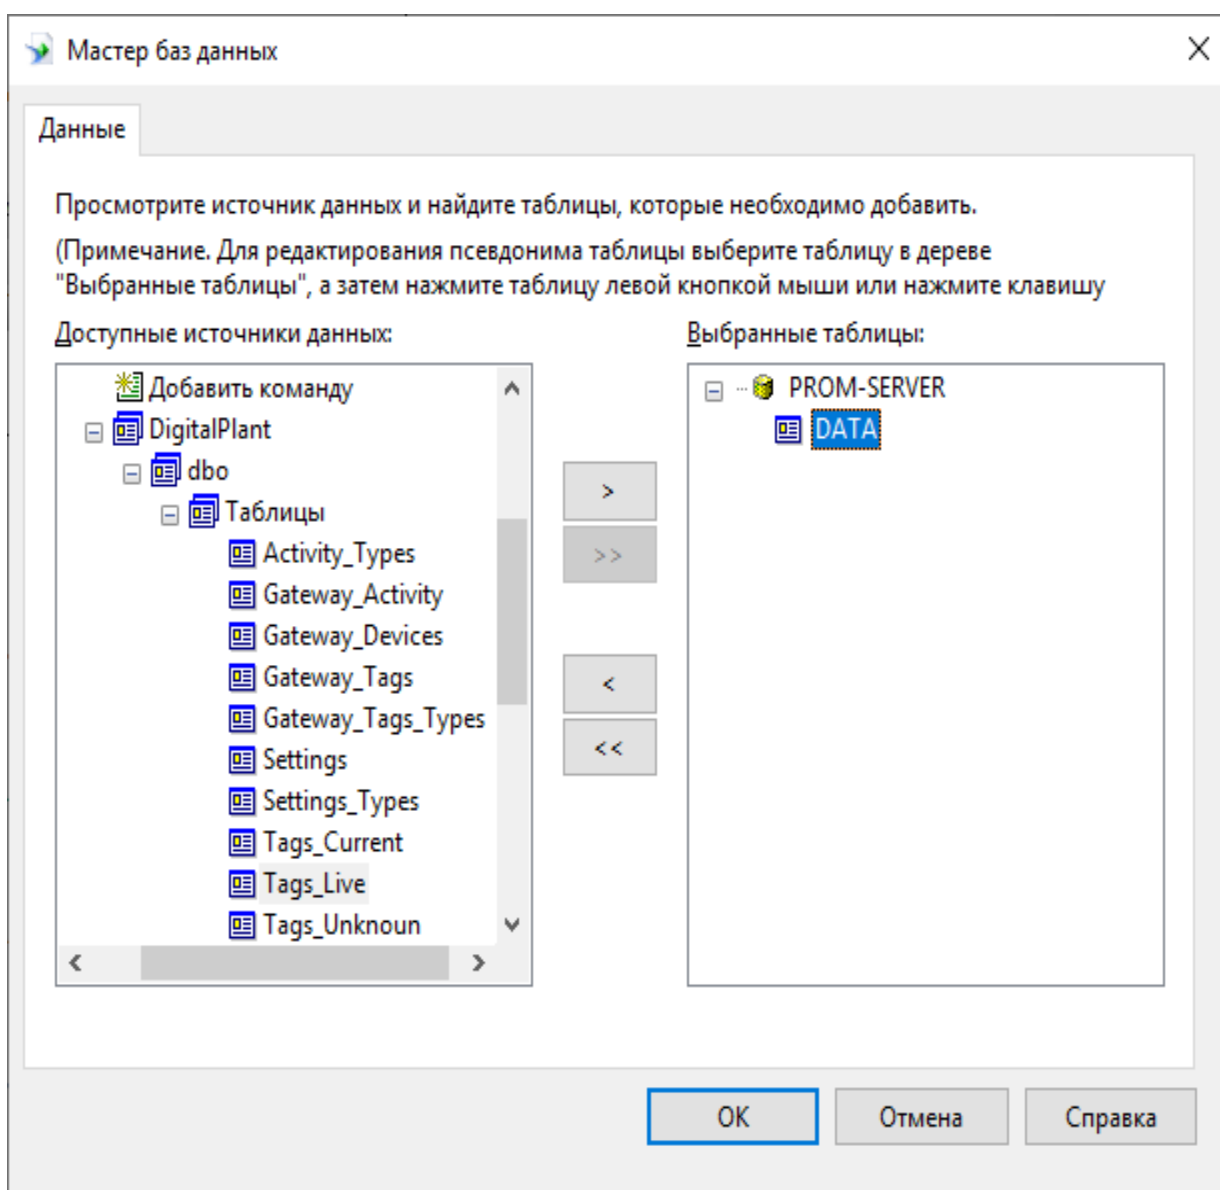 Мастер баз данных
Данные
Просмотрите источник данных и найдите таблицы, которые необходимо добавить.
(Примечание. Для редактирования псевдонима таблицы выберите таблицу в дереве
"Выбранные таблицы", а затем нажмите таблицу левой кнопкой мыши или нажмите клавишу
Доступные источники данных:
Добавить команду
DigitalPlant
dbo
Таблицы
Activity_Types
Gateway_Activity
Gateway_Devices
Gateway_Tags
Gateway_Tags_Types
Settings
Settings_Types
Tags_Current
Tags_Live
Tags_Unknoun
>
>>
<
<<
Выбранные таблицы:
PROM-SERVER
DATA
OK
Отмена
Справка